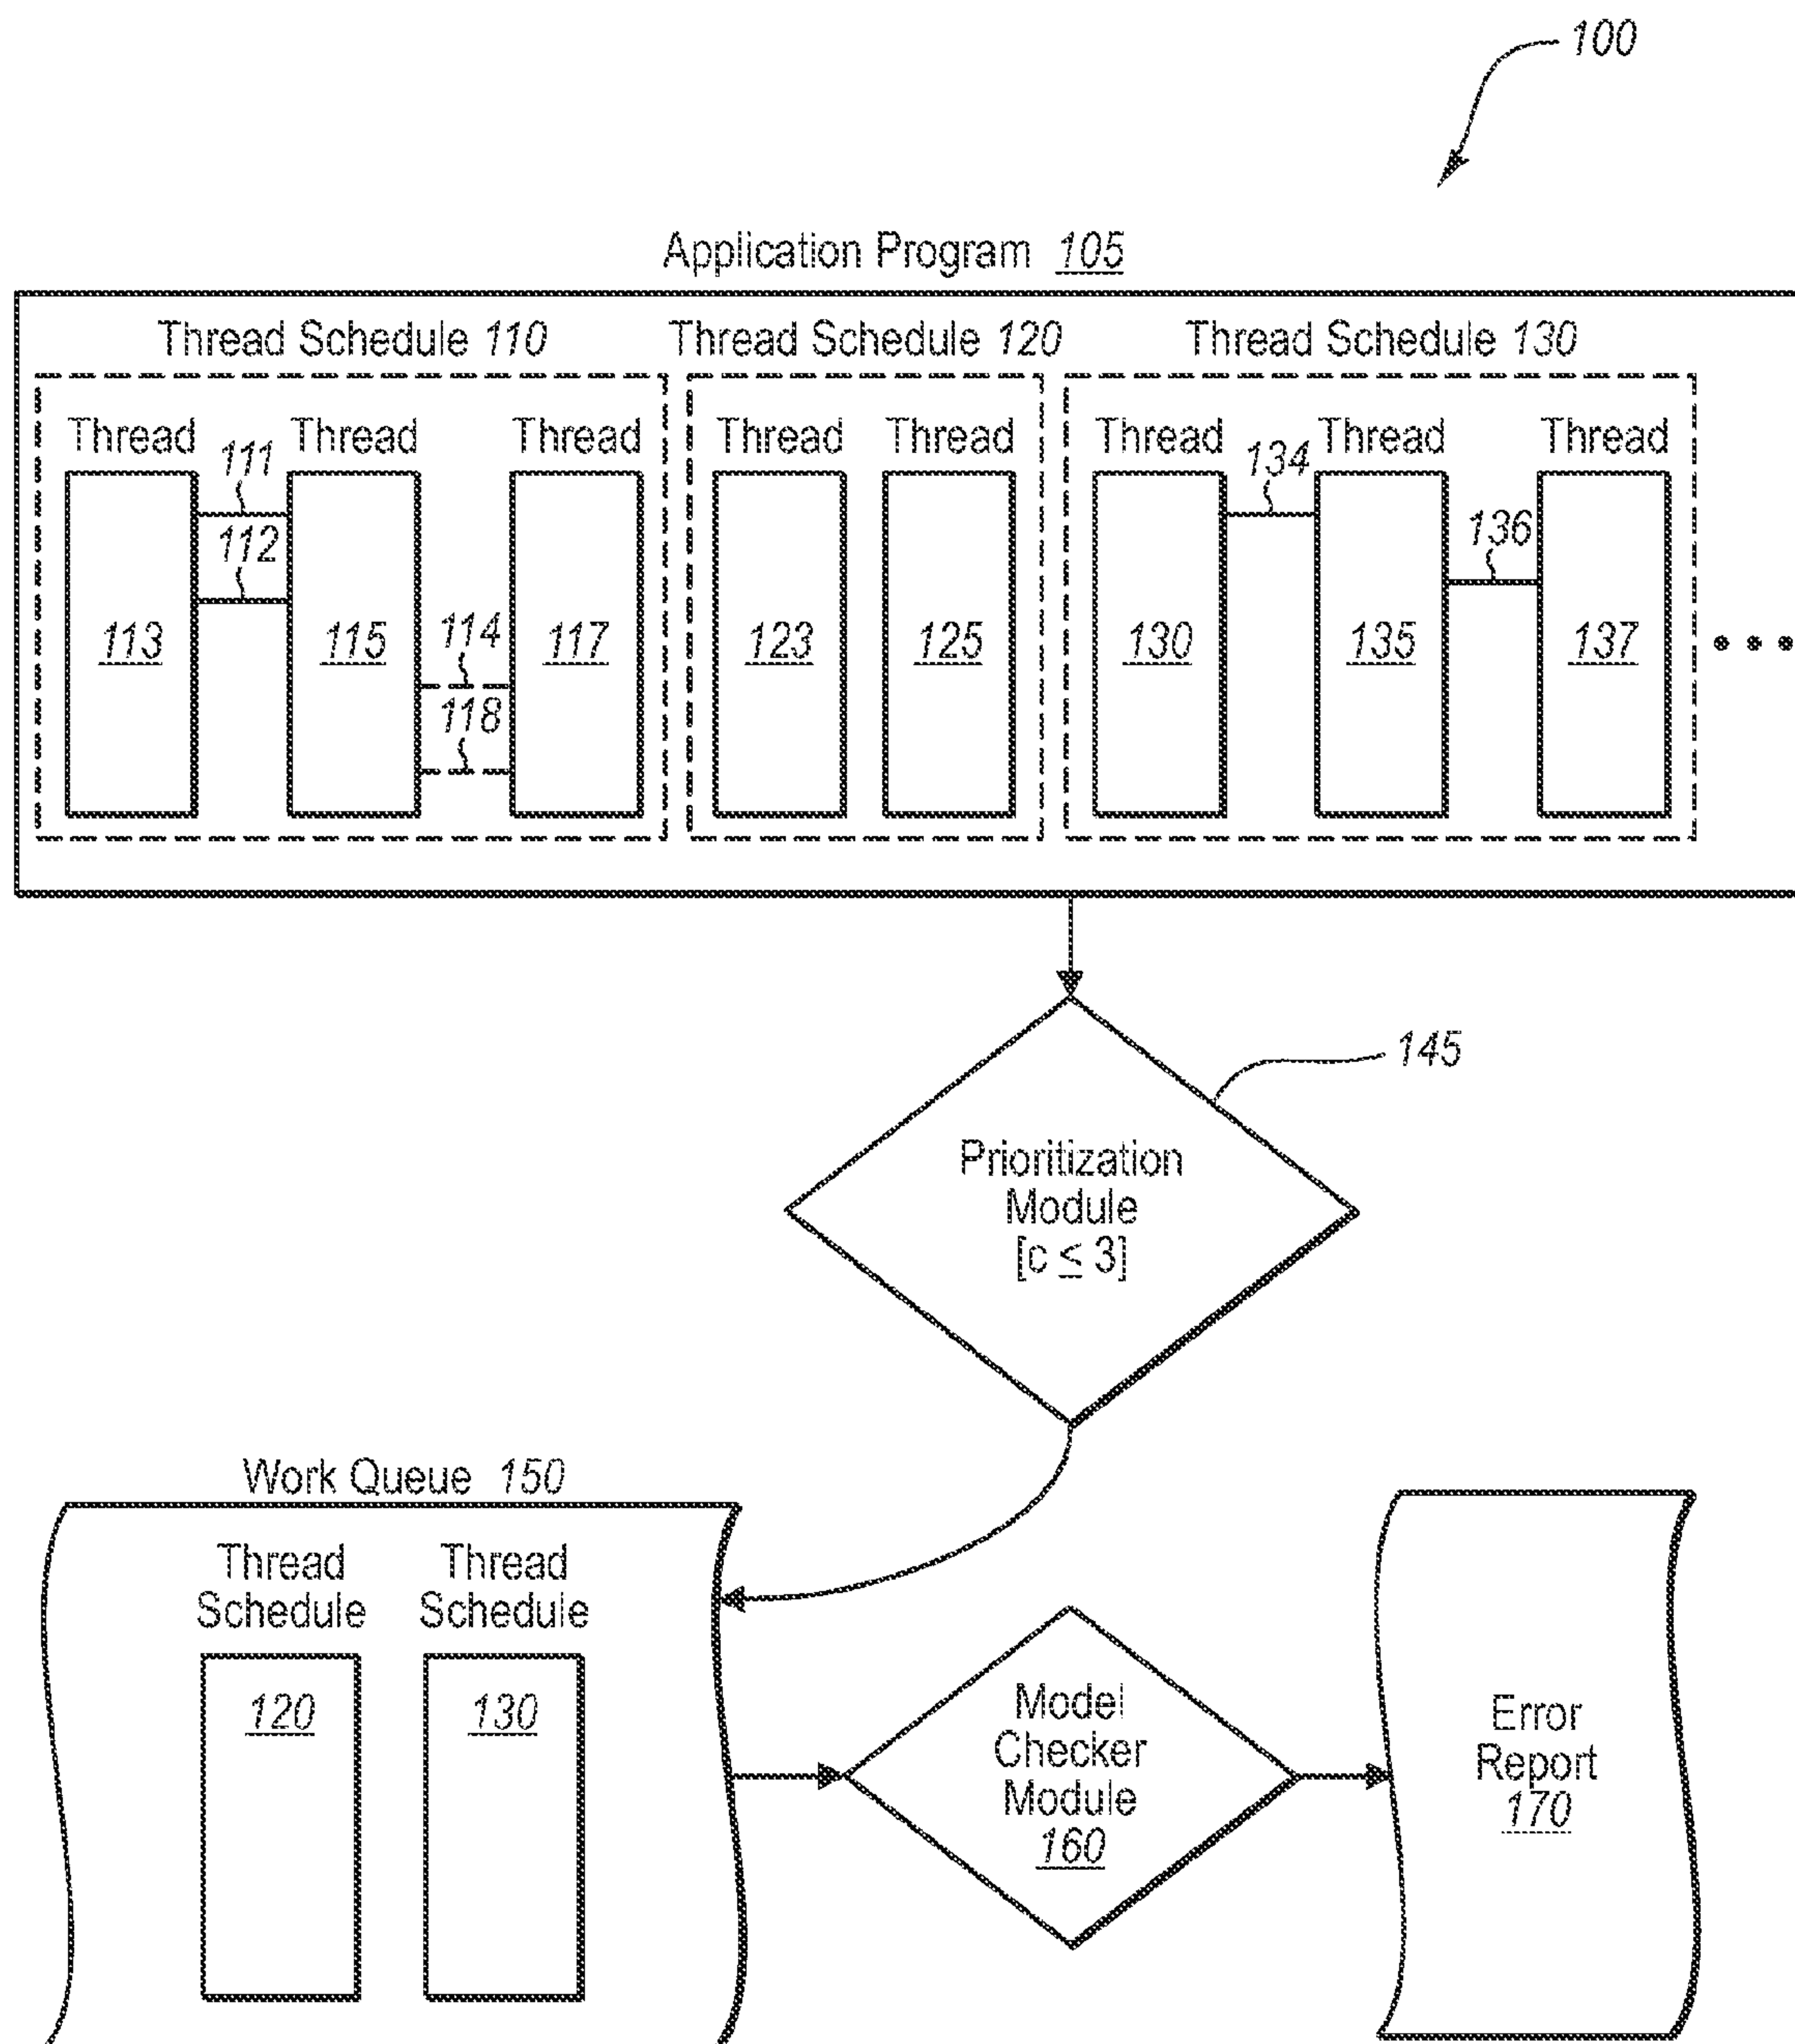 100
Application Program 105
Thread Schedule 110 Thread Schedule 120 Thread Schedule 130
Thread Thread Thread Thread Thread Thread Thread Thread
111 134
112 136
113 115 114 117 123 125 130 135 137 •••
118
145
Prioritization
Module
[c ≤ 3]
Work Queue 150
Thread Thread
Schedule Schedule
120 130
Model
Checker
Module
160
Error
Report
170